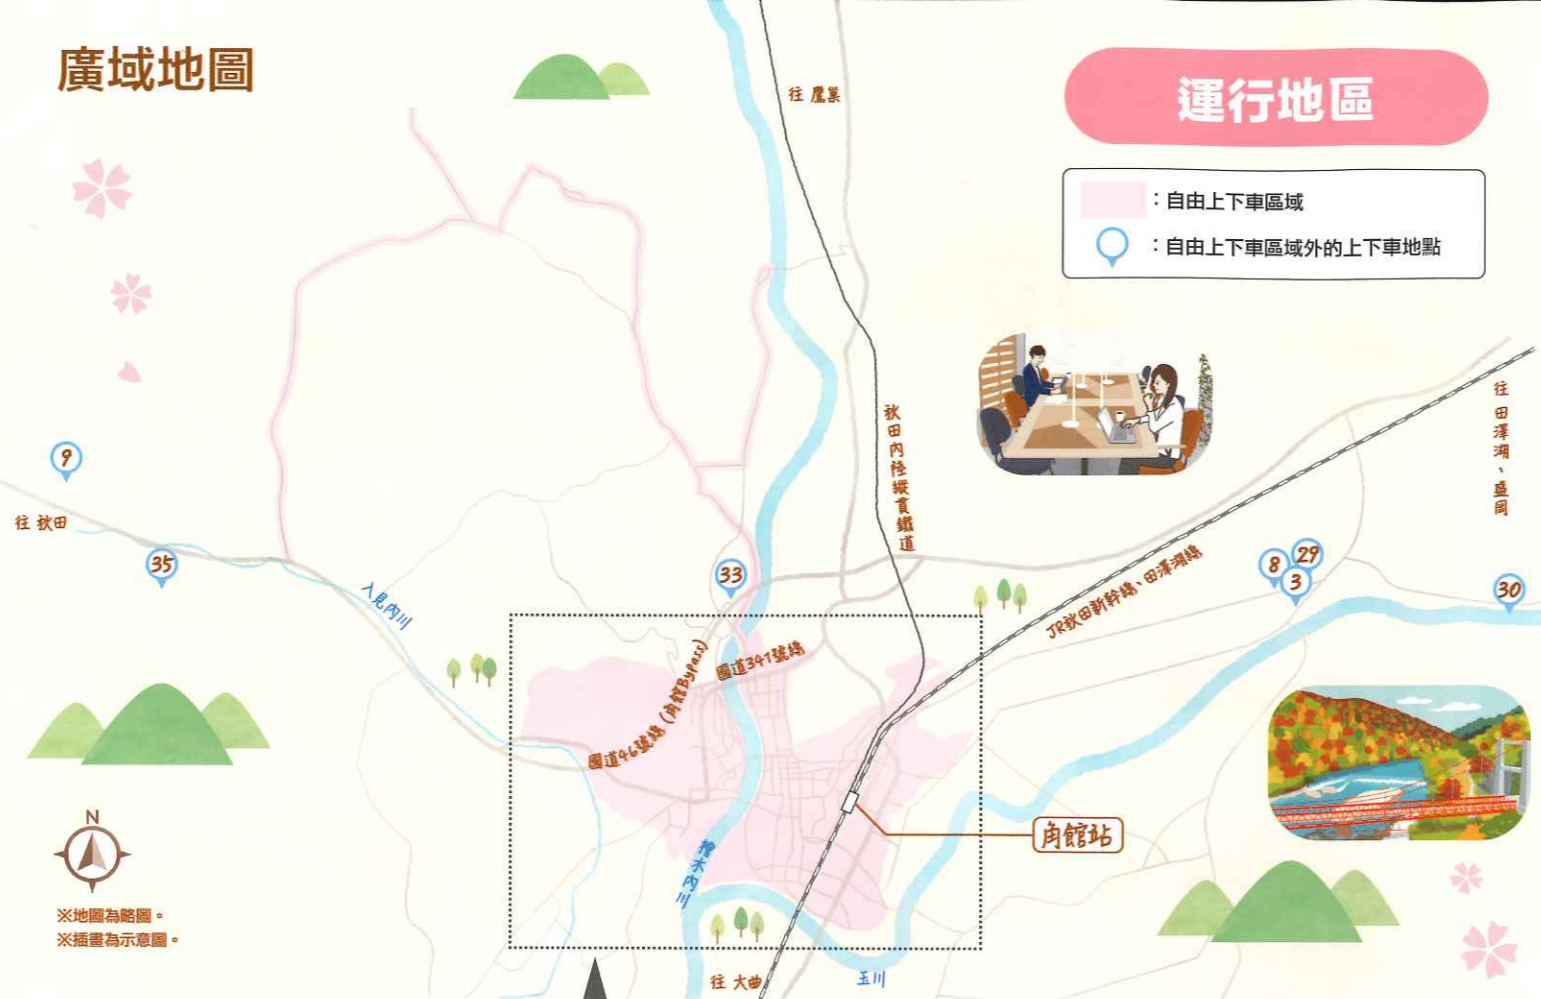 廣域地圖
運行地區
：自由上下車區域
：自由上下車區域外的上下車地點
往 鷹巢
秋田內陸縱貫鐵道
往 田澤湖、盛岡
9
往 秋田
35
入見內川
33
8
29
3
30
JR秋田新幹線、田澤湖線
國道341號線
國道46號線(角館Bypass)
角館站
檜木內川
往 大曲
玉川
N
※地圖為略圖。
※插畫為示意圖。